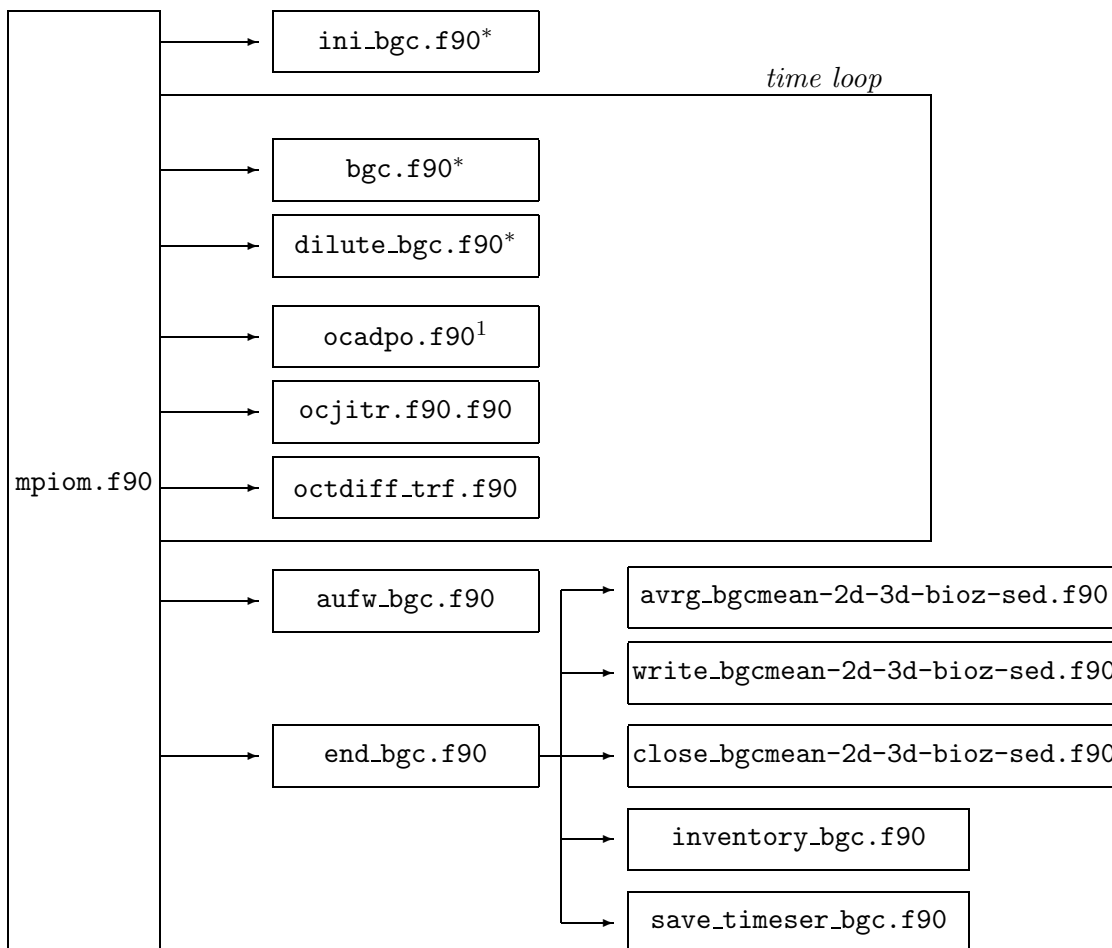 ini_bgc.f90*
time loop
bgc.f90*
dilute_bgc.f90*
ocadpo.f90¹
ocjitr.f90.f90
mpiom.f90
octdiff_trf.f90
aufw_bgc.f90
avrg_bgcmean-2d-3d-bioz-sed.f90
write_bgcmean-2d-3d-bioz-sed.f90
end_bgc.f90
close_bgcmean-2d-3d-bioz-sed.f90
inventory_bgc.f90
save_timeser_bgc.f90